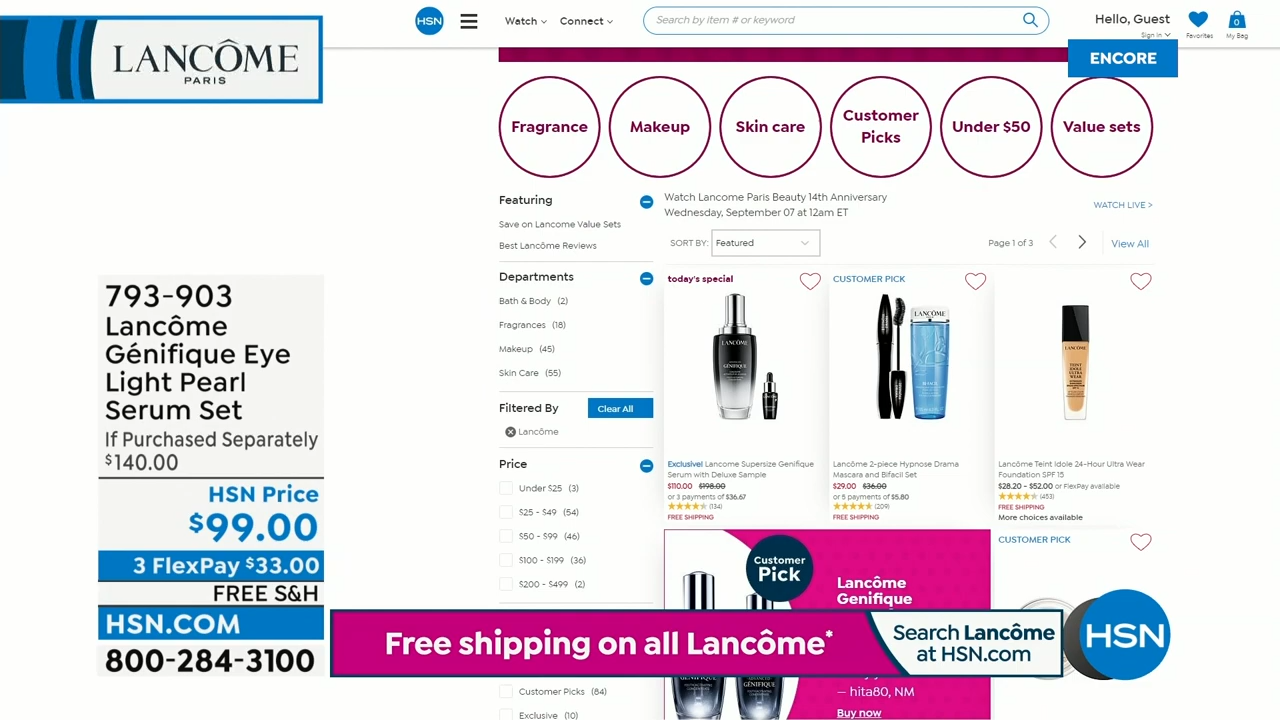 LANCÔME
PARIS
HSN
Watch
Connect
Search by item # or keyword
Hello, Guest
Sign in
Favorites
0
My Bag
ENCORE
Fragrance
Makeup
Skin care
Customer
Picks
Under $50
Value sets
Featuring
Save on Lancome Value Sets
Best Lancôme Reviews
Departments
Bath & Body (2)
Fragrances (18)
Makeup (45)
Skin Care (55)
Filtered By
Clear All
Lancôme
Price
Under $25 (3)
$25 - $49 (54)
$50 - $99 (46)
$100 - $199 (36)
$200 - $499 (2)
Customer Picks (84)
Exclusive (10)
Watch Lancome Paris Beauty 14th Anniversary
Wednesday, September 07 at 12am ET
WATCH LIVE >
SORT BY: Featured
Page 1 of 3
View All
today's special
LANCÔME
GÉNIFIQUE
Exclusive! Lancome Supersize Genifique
Serum with Deluxe Sample
$110.00 $198.00
or 3 payments of $36.67
(134)
FREE SHIPPING
CUSTOMER PICK
LANCÔME
Lancôme 2-piece Hypnose Drama
Mascara and Bifacil Set
$29.00 $36.00
or 5 payments of $5.80
(209)
FREE SHIPPING
LANCÔME
TEINT
IDOLE
ULTRA
WEAR
Lancôme Teint Idole 24-Hour Ultra Wear
Foundation SPF 15
$28.20 - $52.00 or FlexPay available
(453)
FREE SHIPPING
More choices available
Customer
Pick
Lancôme
Genifique
GÉNIFIQUE
GÉNIFIQUE
— hita80, NM
Buy now
CUSTOMER PICK
793-903
Lancôme
Génifique Eye
Light Pearl
Serum Set
If Purchased Separately
$140.00
HSN Price
$99.00
3 FlexPay $33.00
FREE S&H
HSN.COM
800-284-3100
Free shipping on all Lancôme*
Search Lancôme
at HSN.com
HSN